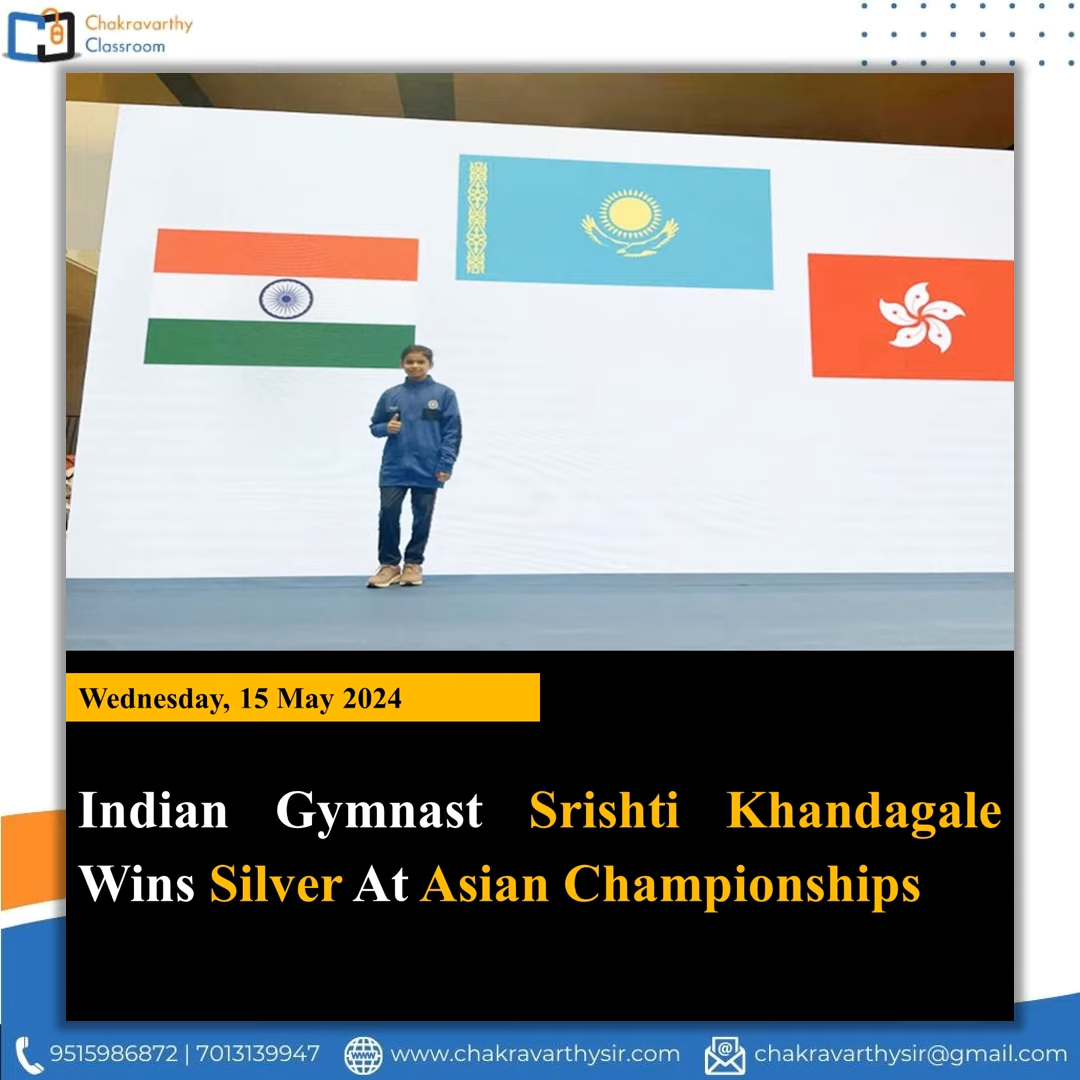 Chakravarthy
Classroom
Wednesday, 15 May 2024
Indian Gymnast Srishti Khandagale
Wins Silver At Asian Championships
9515986872 | 7013139947 www.chakravarthysir.com chakravarthysir@gmail.com